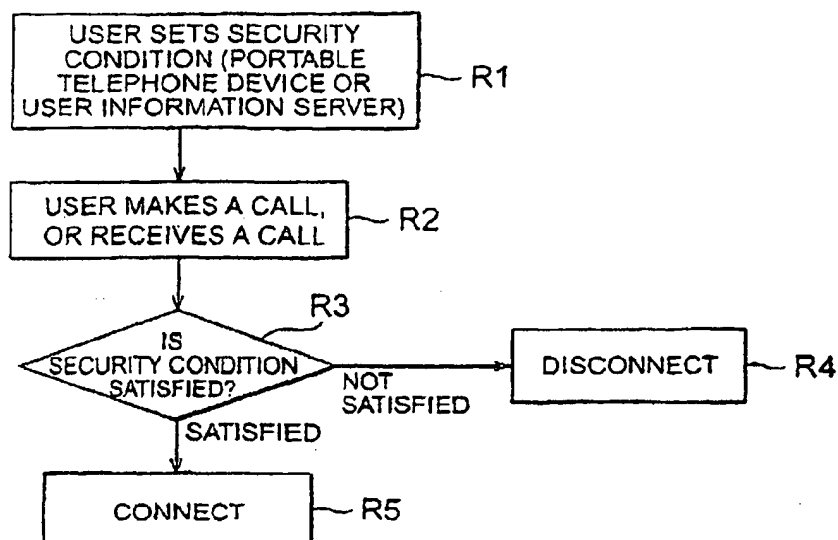 USER SETS SECURITY
CONDITION (PORTABLE
TELEPHONE DEVICE OR
USER INFORMATION SERVER)
R1
USER MAKES A CALL,
OR RECEIVES A CALL
R2
R3
IS
SECURITY CONDITION
SATISFIED?
NOT
SATISFIED
DISCONNECT
R4
SATISFIED
CONNECT
R5